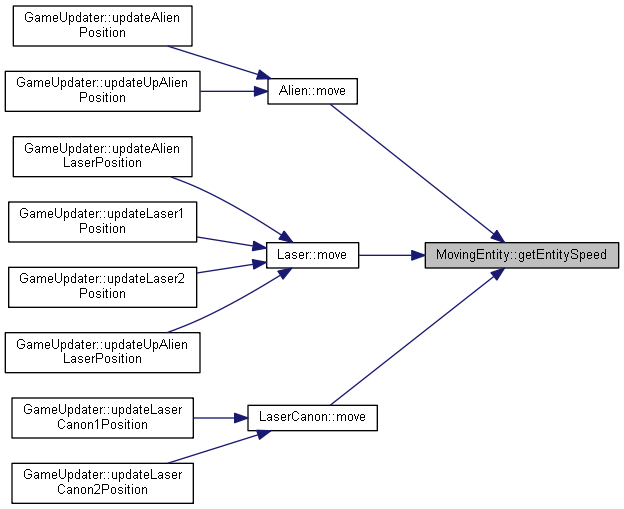 GameUpdater::updateAlien
Position
GameUpdater::updateUpAlien
Position
Alien::move
GameUpdater::updateAlien
LaserPosition
GameUpdater::updateLaser1
Position
Laser::move
MovingEntity::getEntitySpeed
GameUpdater::updateLaser2
Position
GameUpdater::updateUpAlien
LaserPosition
GameUpdater::updateLaser
Canon1Position
LaserCanon::move
GameUpdater::updateLaser
Canon2Position